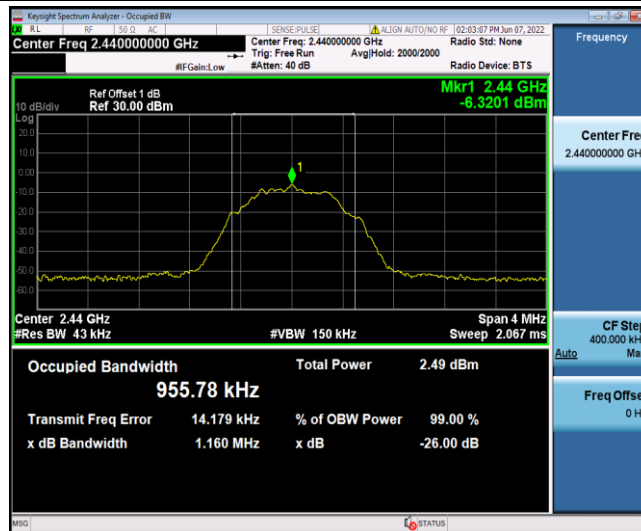 Keysight Spectrum Analyzer - Occupied BW
RL RF 50 Ω AC SENSE:PULSE ALIGN AUTO/NO RF 02:03:07 PM Jun 07, 2022
Center Freq 2.440000000 GHz Center Freq: 2.440000000 GHz Radio Std: None
Trig: Free Run Avg|Hold: 2000/2000
#IFGain:Low #Atten: 40 dB Radio Device: BTS
Frequency
Ref Offset 1 dB Mkr1 2.44 GHz
10 dB/div Ref 30.00 dBm -6.3201 dBm
Log
20.0
10.0
0.00
-10.0
-20.0
-30.0
-40.0
-50.0
-60.0
1
Center Fre
2.440000000 GH
Center 2.44 GHz Span 4 MHz
#Res BW 43 kHz #VBW 150 kHz Sweep 2.067 ms
CF Step
400.000 kH
Auto Ma
Occupied Bandwidth Total Power 2.49 dBm
955.78 kHz
Transmit Freq Error 14.179 kHz % of OBW Power 99.00 %
x dB Bandwidth 1.160 MHz x dB -26.00 dB
Freq Offse
0 H
MSG STATUS